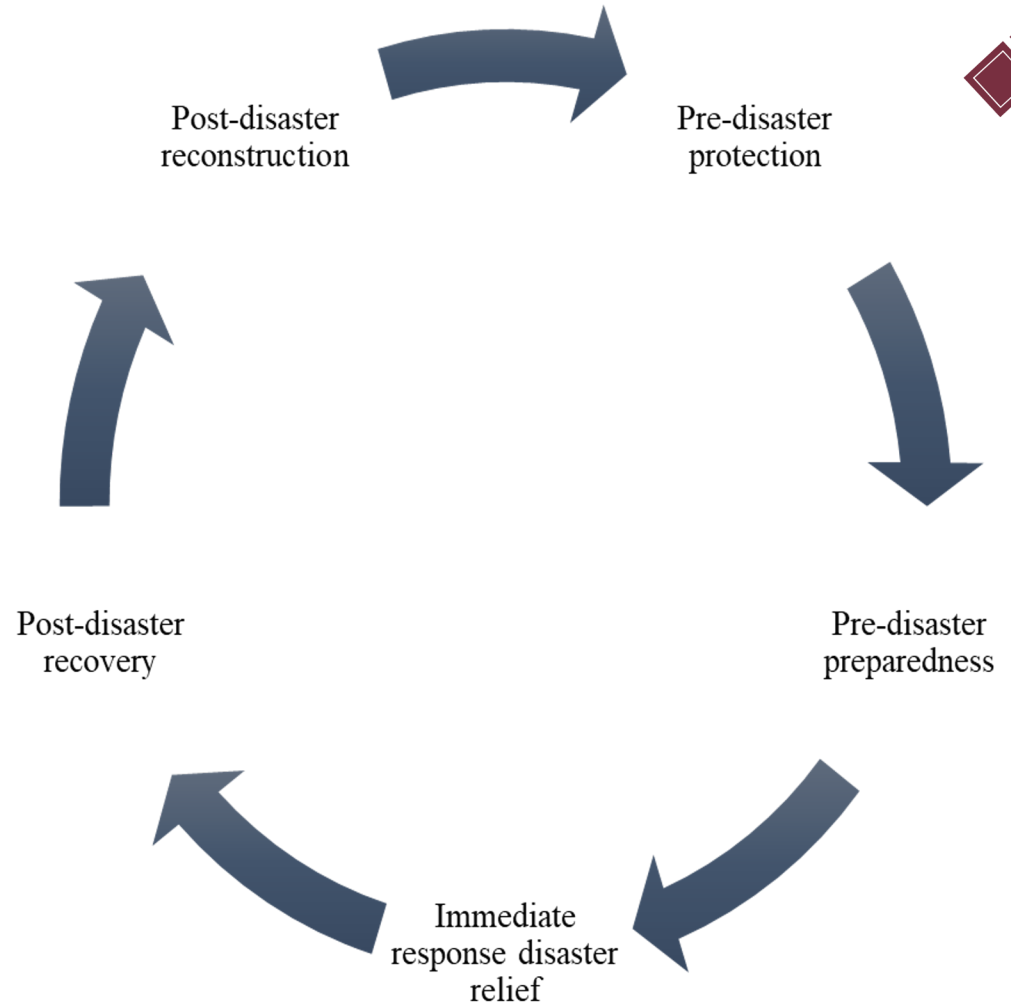 Post-disaster
reconstruction
Pre-disaster
protection
Pre-disaster
preparedness
Immediate
response disaster
relief
Post-disaster
recovery